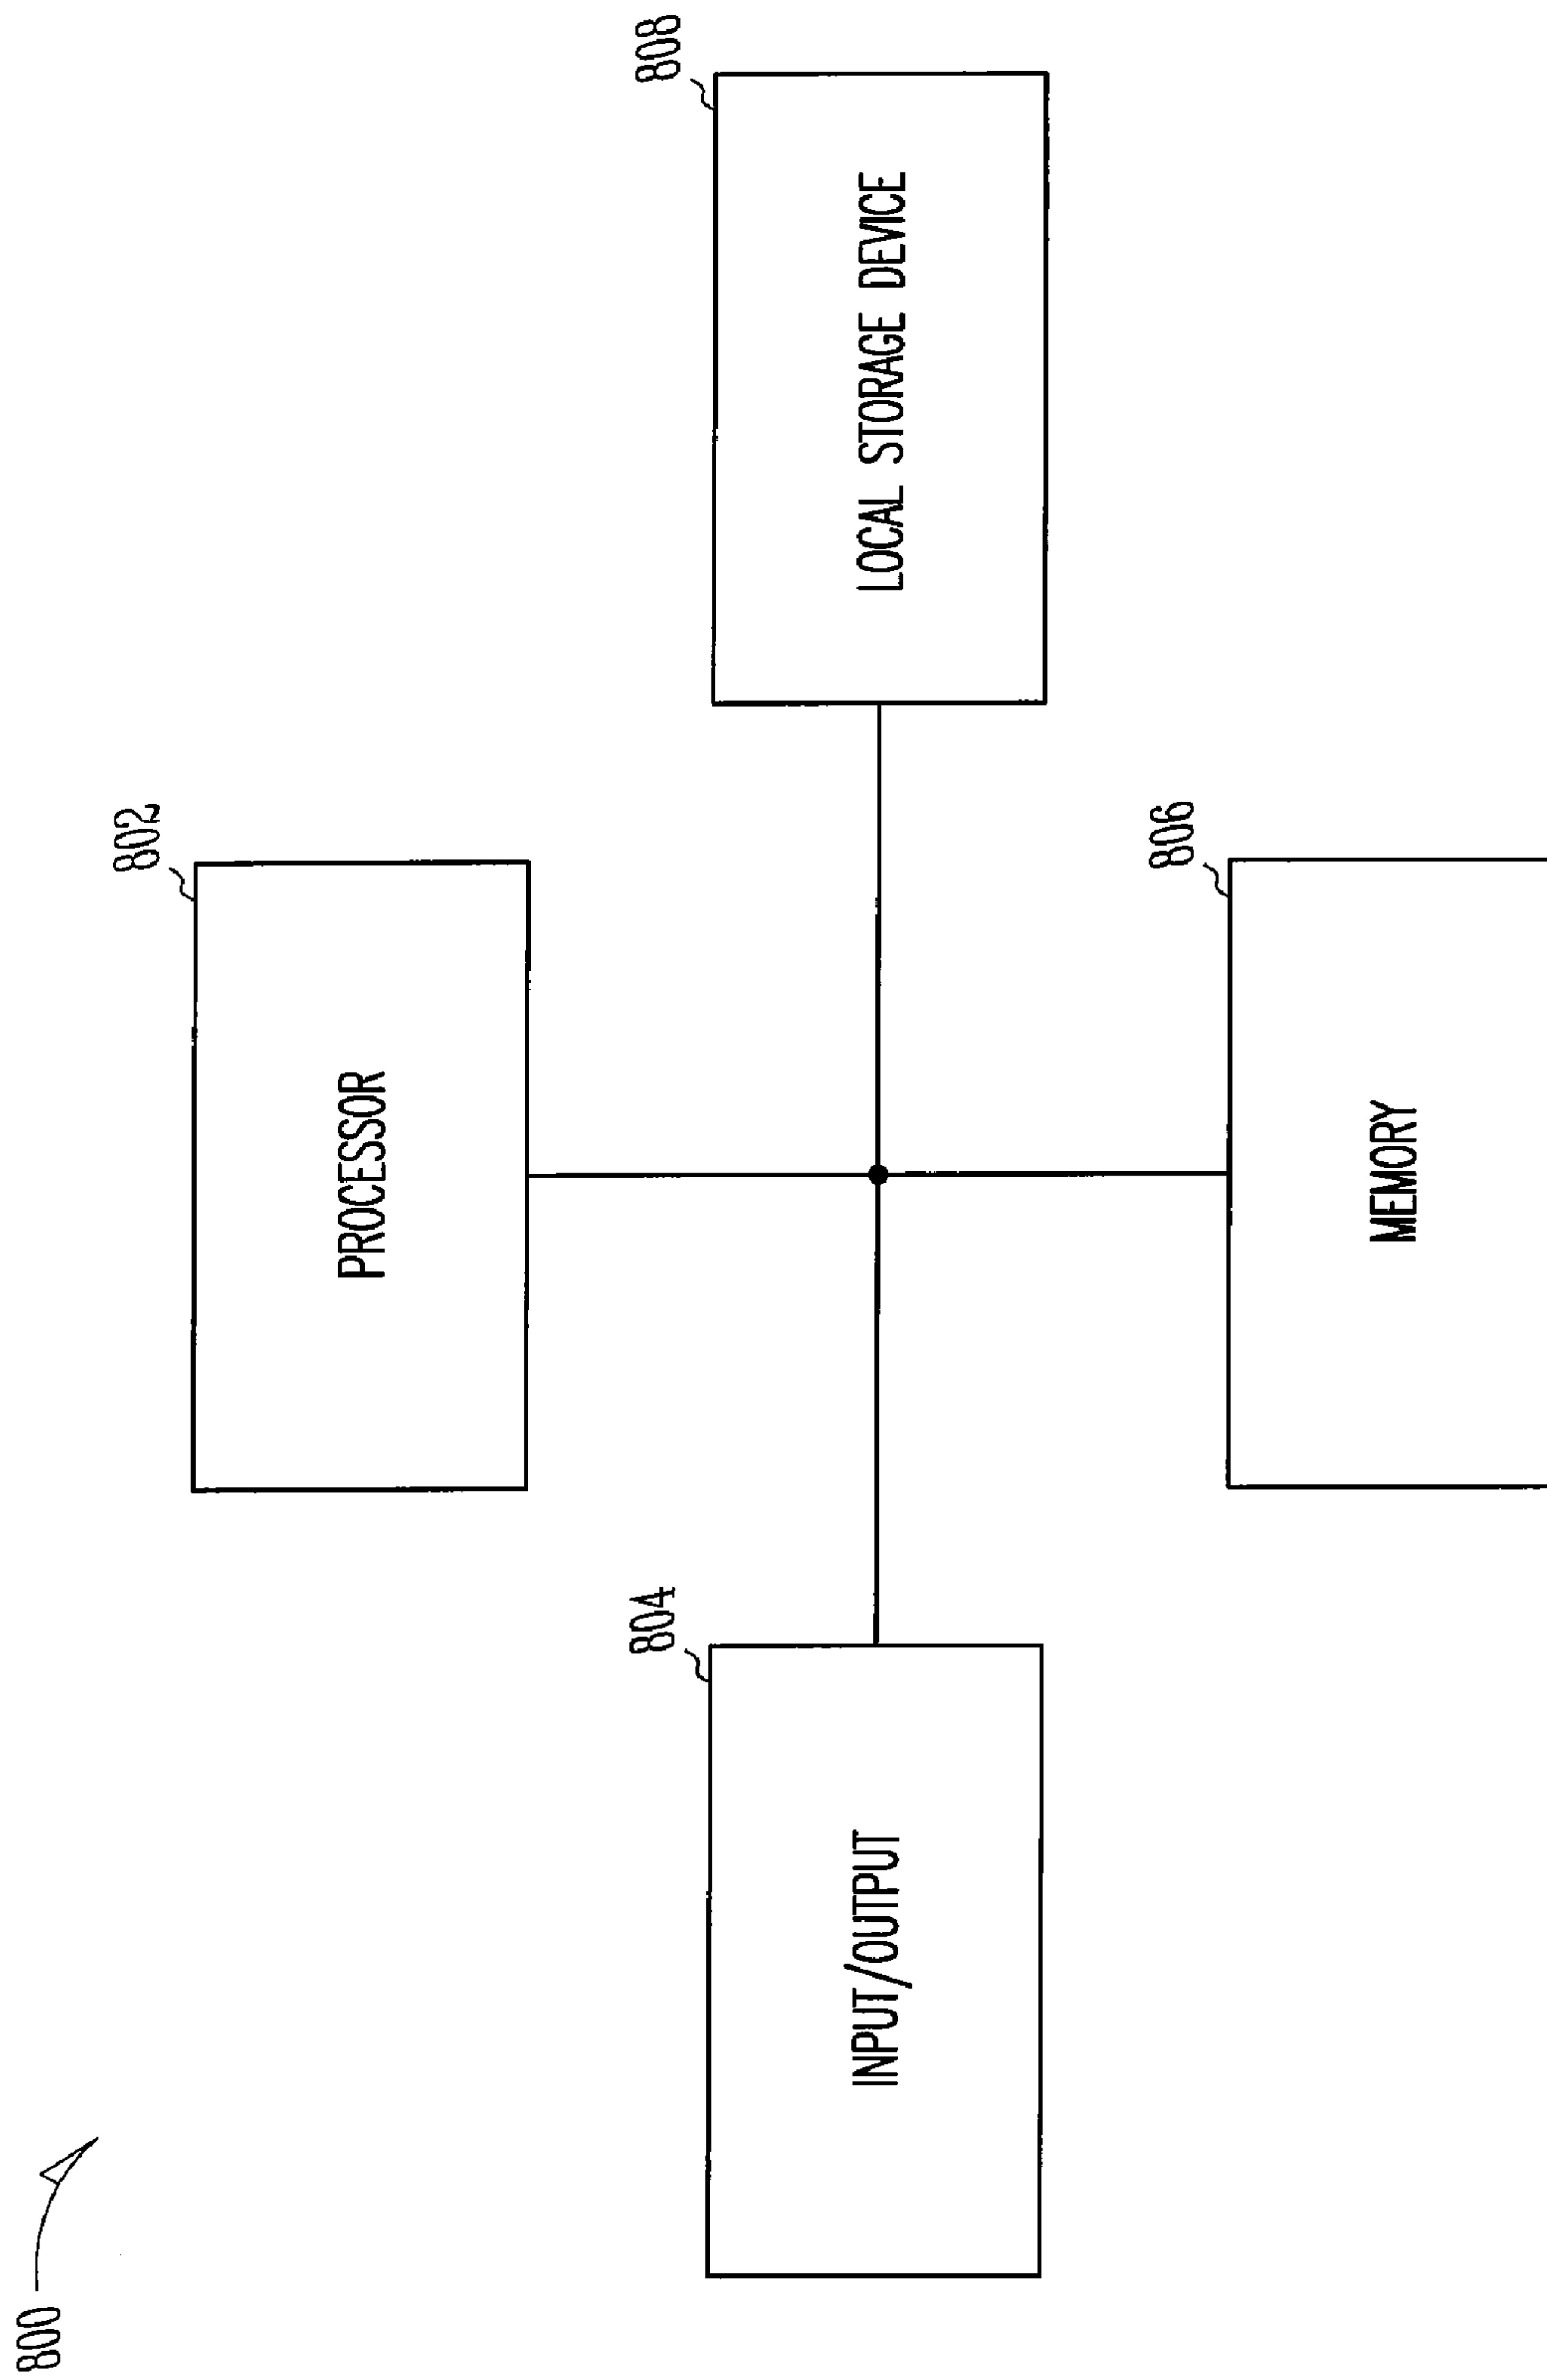 800
802
PROCESSOR
804
INPUT/OUTPUT
808
LOCAL STORAGE DEVICE
806
MEMORY